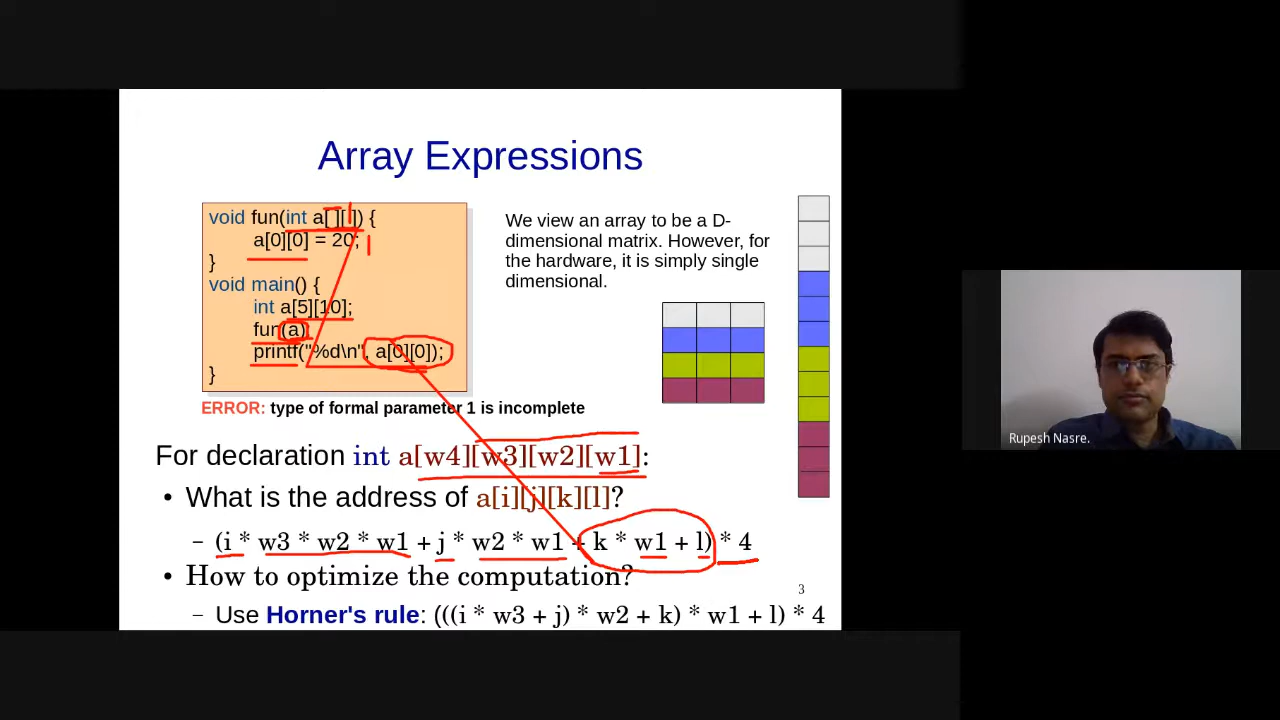 Array Expressions
void fun(int a[ ][ ]) {
a[0][0] = 20;
}
void main() {
int a[5][10];
fun(a)
printf("%d\n", a[0][0]);
}
ERROR: type of formal parameter 1 is incomplete
We view an array to be a D-
dimensional matrix. However, for
the hardware, it is simply single
dimensional.
For declaration int a[w4][w3][w2][w1]:
• What is the address of a[i][j][k][l]?
– (i * w3 * w2 * w1 + j * w2 * w1 + k * w1 + l) * 4
• How to optimize the computation?
– Use Horner's rule: (((i * w3 + j) * w2 + k) * w1 + l) * 4
3
Rupesh Nasre.